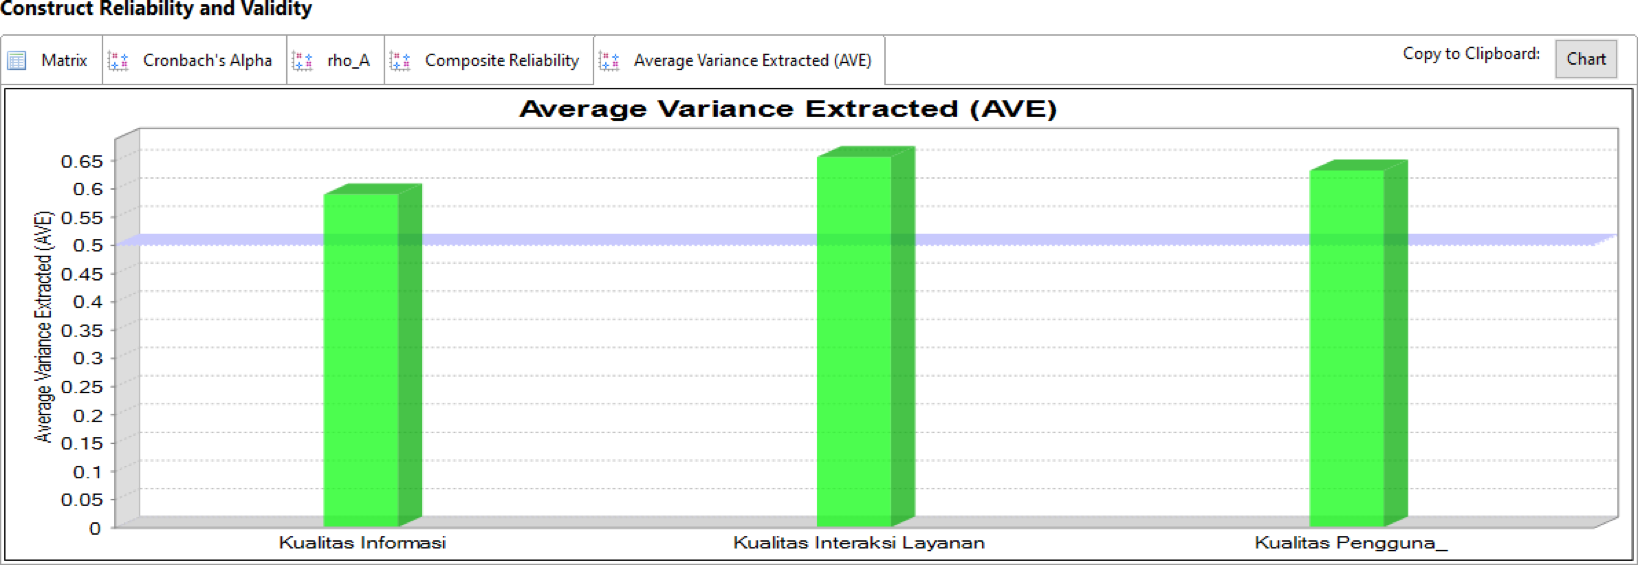 Construct Reliability and Validity
Matrix
Cronbach's Alpha
rho_A
Composite Reliability
Average Variance Extracted (AVE)
Copy to Clipboard:
Chart
Average Variance Extracted (AVE)
Average Variance Extracted (AVE)
0.65
0.6
0.55
0.5
0.45
0.4
0.35
0.3
0.25
0.2
0.15
0.1
0.05
0
Kualitas Informasi
Kualitas Interaksi Layanan
Kualitas Pengguna_